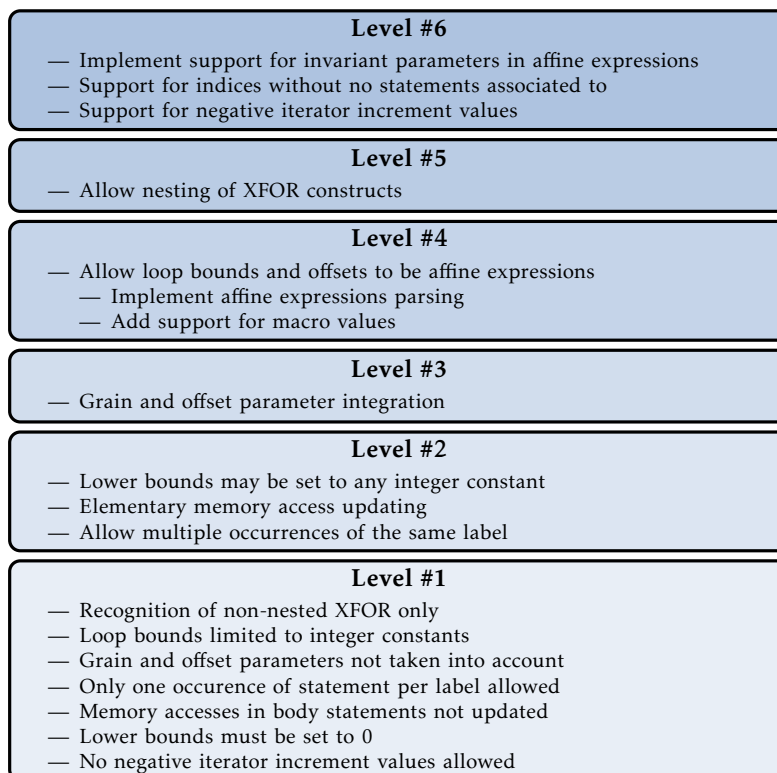 Level #6
— Implement support for invariant parameters in affine expressions
— Support for indices without no statements associated to
— Support for negative iterator increment values
Level #5
— Allow nesting of XFOR constructs
Level #4
— Allow loop bounds and offsets to be affine expressions
— Implement affine expressions parsing
— Add support for macro values
Level #3
— Grain and offset parameter integration
Level #2
— Lower bounds may be set to any integer constant
— Elementary memory access updating
— Allow multiple occurrences of the same label
Level #1
— Recognition of non-nested XFOR only
— Loop bounds limited to integer constants
— Grain and offset parameters not taken into account
— Only one occurence of statement per label allowed
— Memory accesses in body statements not updated
— Lower bounds must be set to 0
— No negative iterator increment values allowed